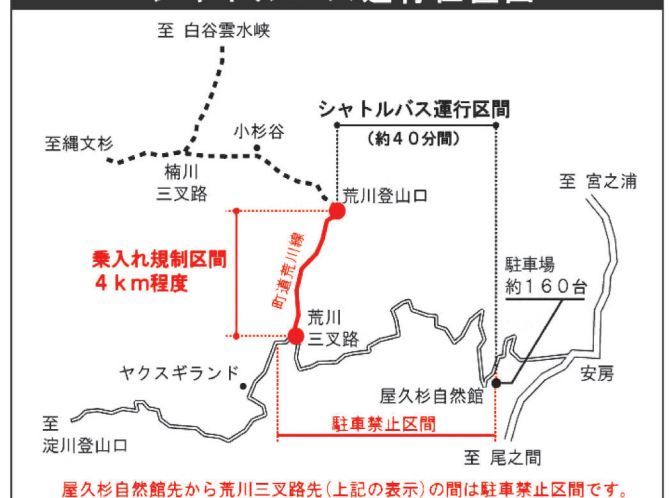 至 白谷雲水峡
シャトルバス運行区間
(約40分間)
小杉谷
至縄文杉
楠川
三叉路
荒川登山口
至 宮之浦
乗入れ規制区間
4km程度
町道荒川線
駐車場
約160台
荒川
三叉路
ヤクスギランド
屋久杉自然館
安房
至
淀川登山口
駐車禁止区間
至 尾之間
屋久杉自然館先から荒川三叉路先(上記の表示)の間は駐車禁止区間です。